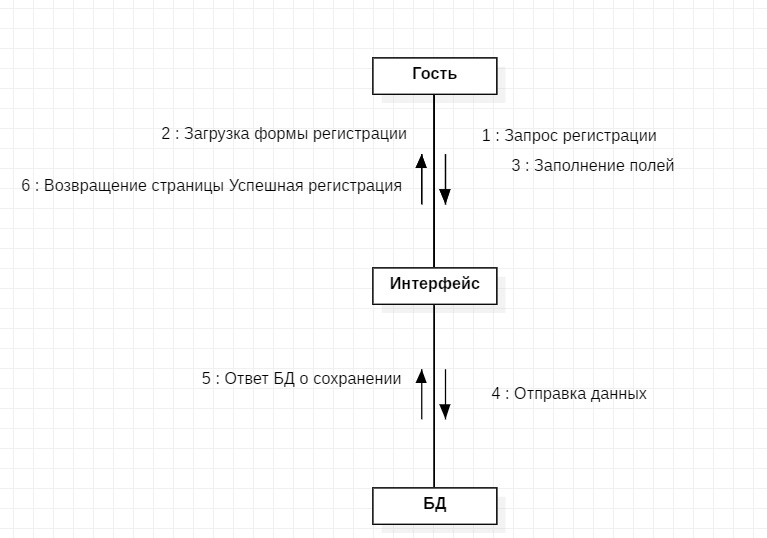 Гость
2 : Загрузка формы регистрации
1 : Запрос регистрации
3 : Заполнение полей
6 : Возвращение страницы Успешная регистрация
Интерфейс
5 : Ответ БД о сохранении
4 : Отправка данных
БД